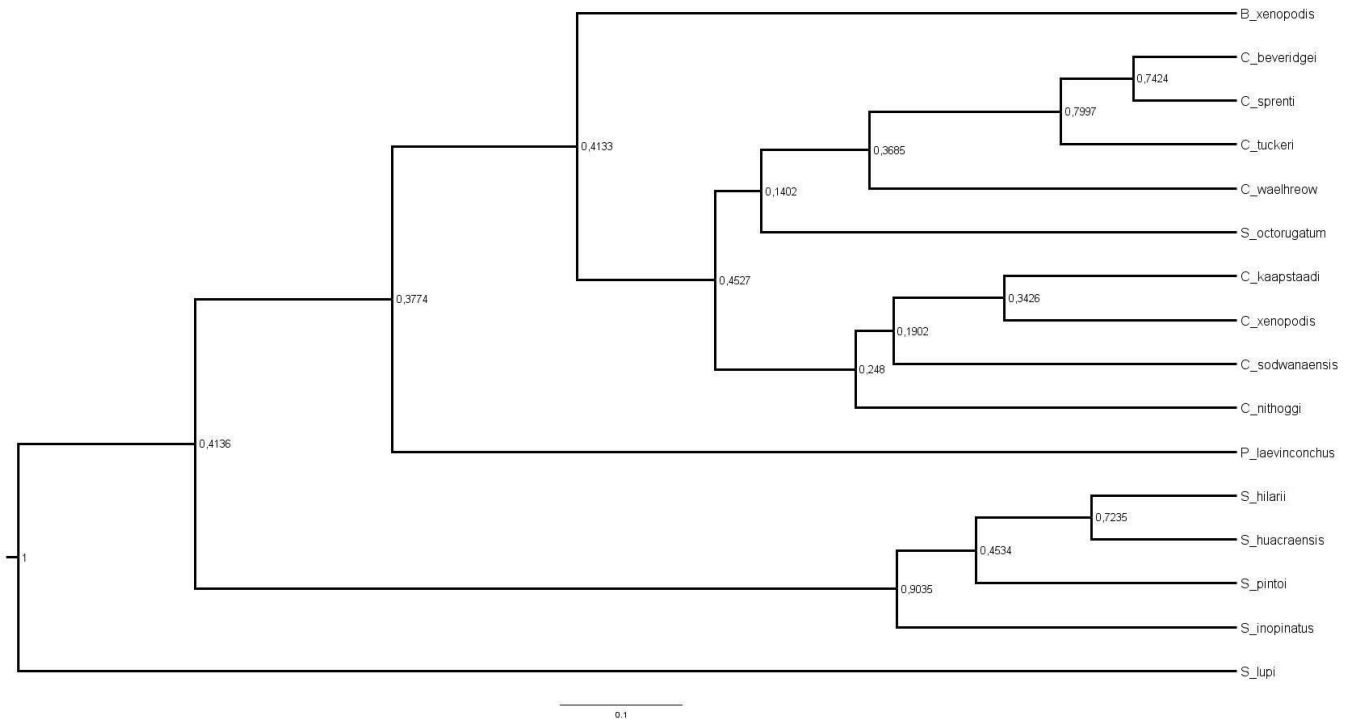 B_xenopodis
C_beveridgei
0,7424
C_sprenti
0,7997
C_tuckeri
0,4133
0,3685
C_waelhreow
0,1402
S_octorugatum
C_kaapstaadi
0,4527
0,3774
0,3426
C_xenopodis
0,1902
C_sodwanaensis
0,248
C_nithoggi
0,4136
P_laevinconchus
S_hilarii
0,7235
S_huacraensis
0,4534
1
S_pintoi
0,9035
S_inopinatus
S_lupi
0.1